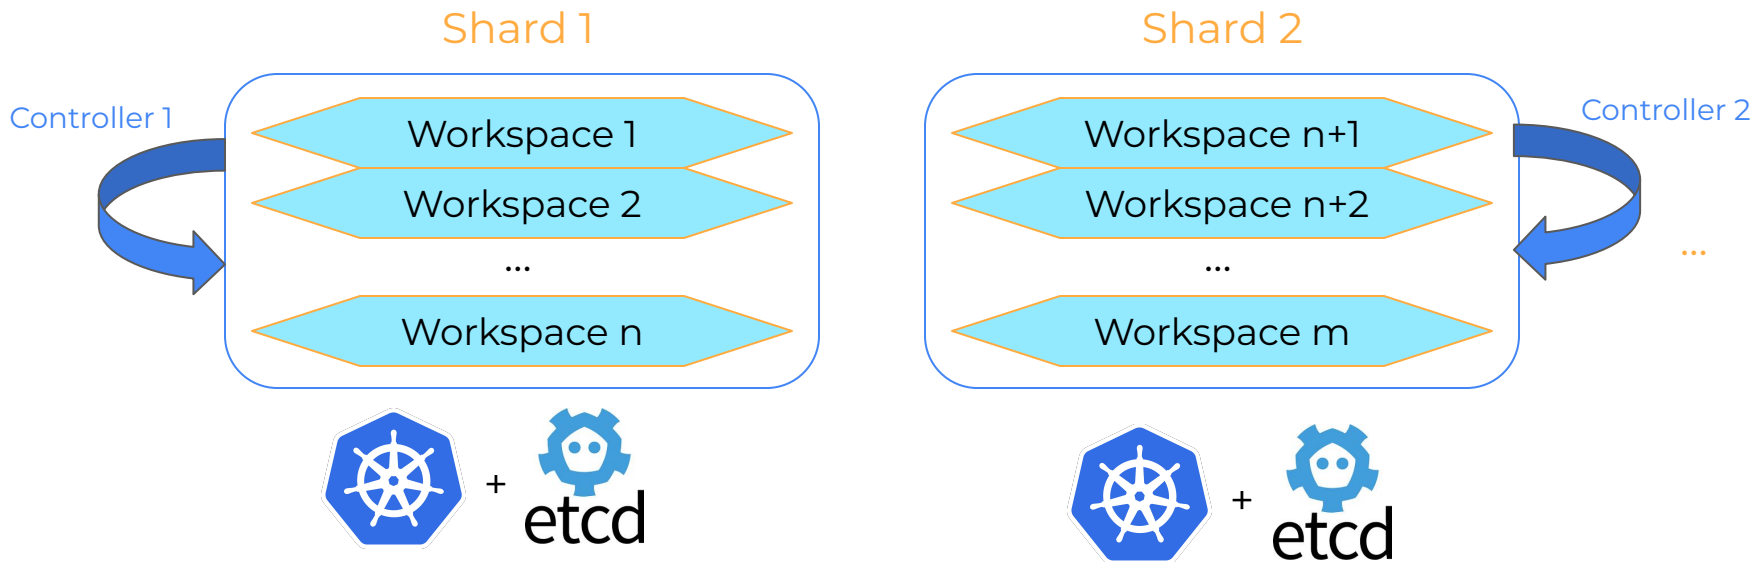 Shard 1
Controller 1
Workspace 1
Workspace 2
...
Workspace n
+
etcd
Shard 2
Controller 2
Workspace n+1
Workspace n+2
...
Workspace m
...
+
etcd